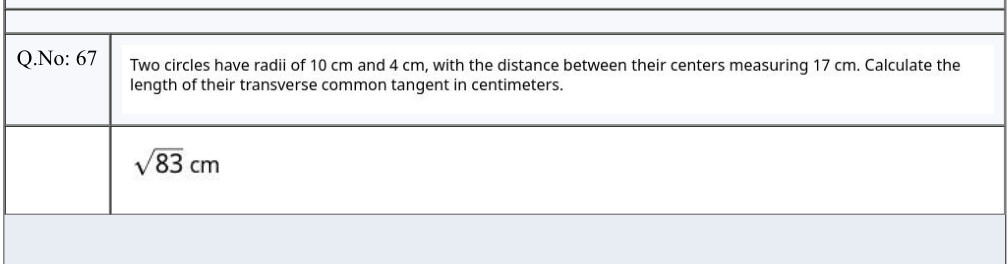 Q.No: 67
Two circles have radii of 10 cm and 4 cm, with the distance between their centers measuring 17 cm. Calculate the
length of their transverse common tangent in centimeters.
√83 cm